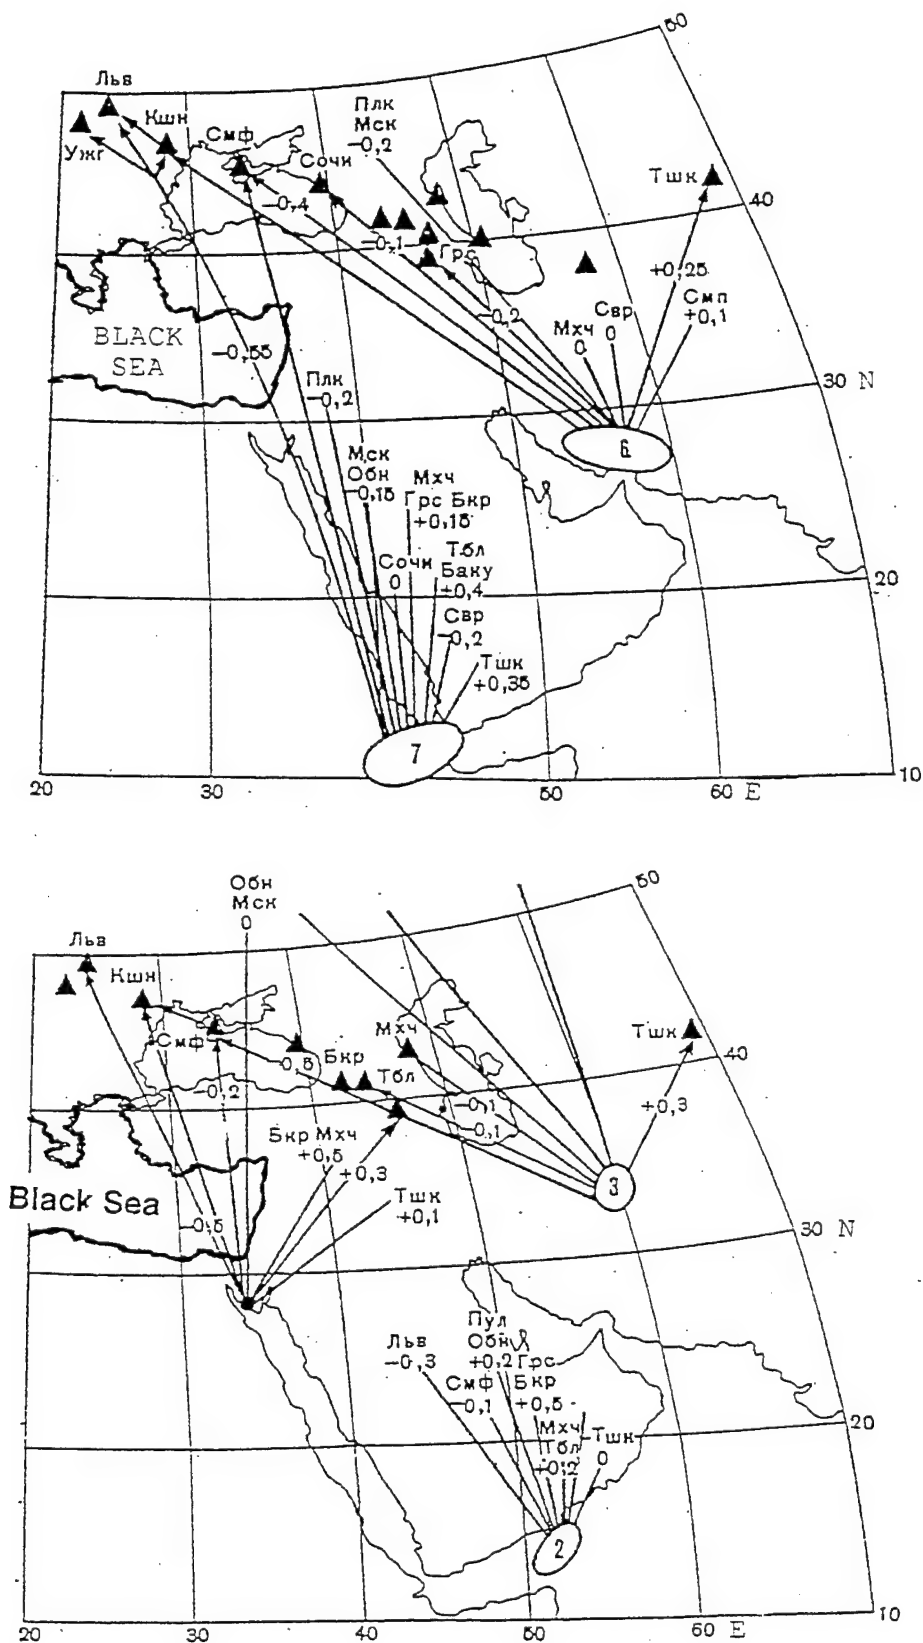 50
Льв
Кшн
Ужг
Смф
Сочи
Плк
Мск
−0,2
Тшк
40
−0,4
−0,1
Грс
+0,25
Смп
+0,1
Свр
0
Мхч
0
−0,2
BLACK
SEA
−0,55
30 N
Плк
−0,2
6
Мск
Обн
−0,15
Мхч
Грс Бкр
+0,15
Сочи
0
Тбл
Баку
+0,4
20
Свр
−0,2
Тшк
+0,35
7
10
20
30
50
60 E
50
Обн
Мск
0
Льв
Кшн
Смф
−0,5
−0,2
Бкр
Мхч
Тбл
Тшк
40
−0,1
−0,1
+0,3
Бкр Мхч
+0,5
+0,3
Тшк
+0,1
3
Black Sea
−0,5
30 N
Льв
−0,3
Пул
Обн
+0,2
Грс
Бкр
+0,5
Смф
−0,1
Мхч
Тбл
+0,2
Тшк
0
20
2
10
20
30
40
50
60 E